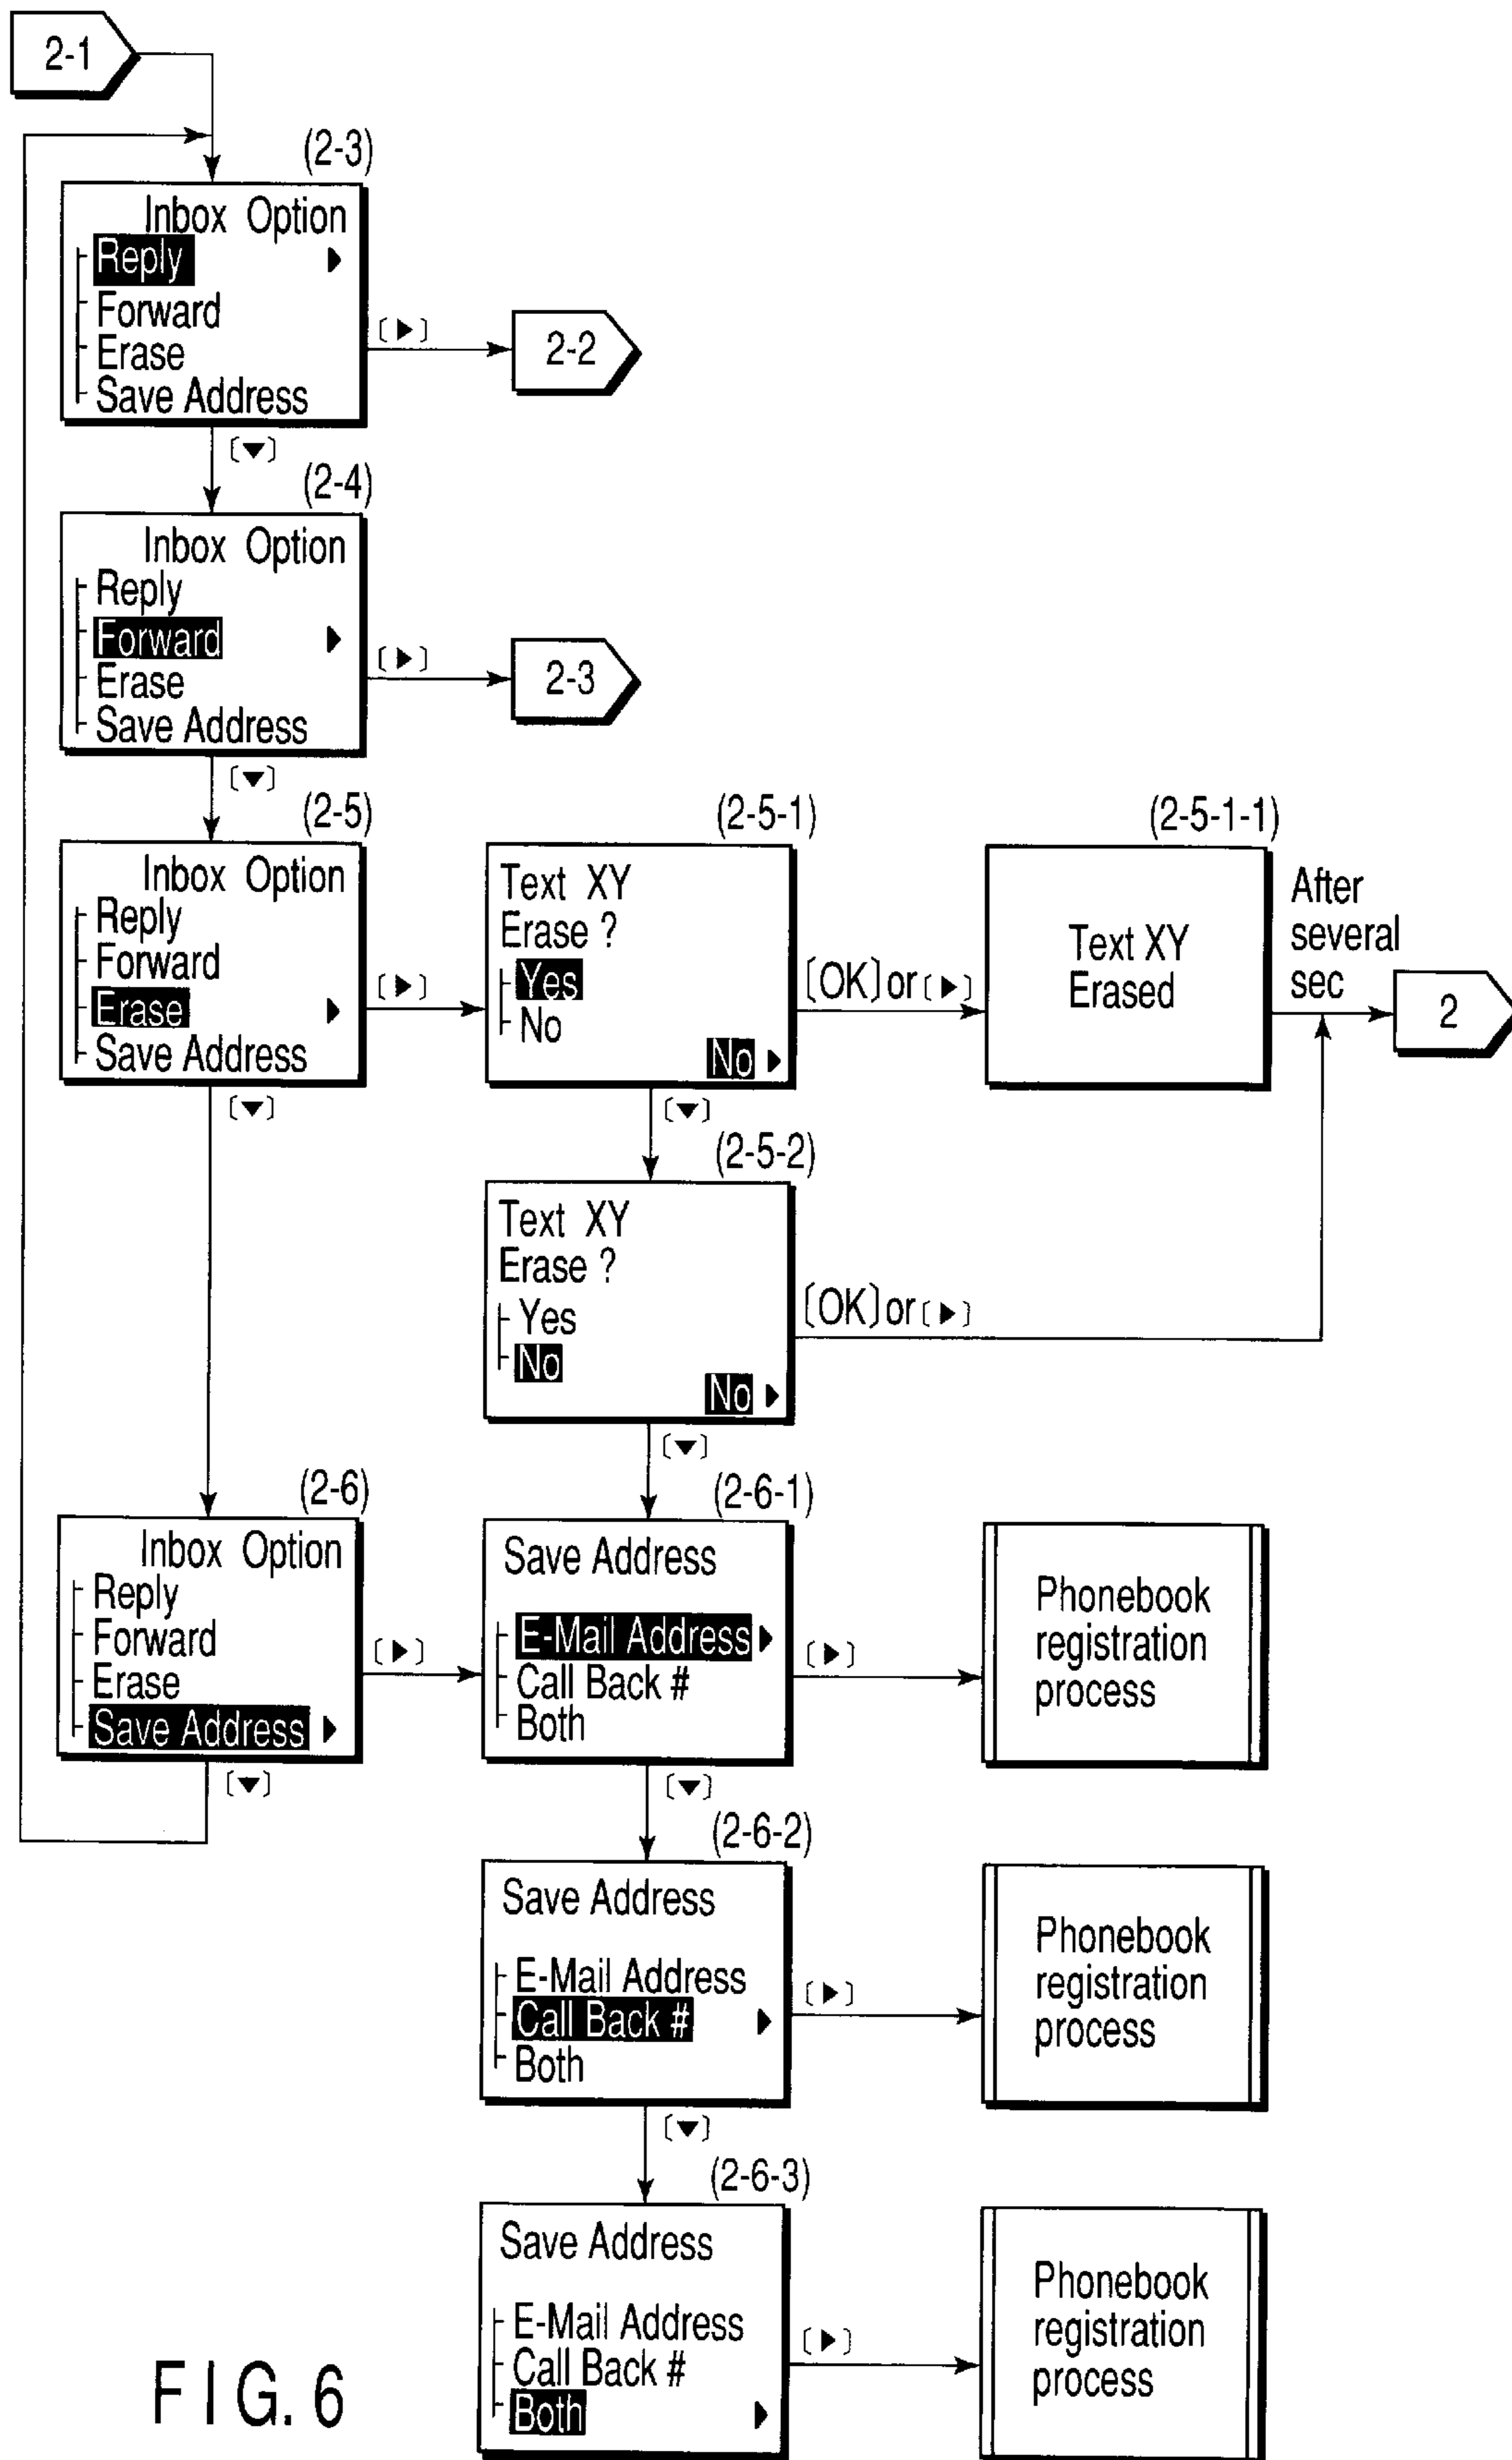 2-1
(2-3)
Inbox Option
Reply ▶
Forward
Erase
Save Address
[▶]
2-2
[▼]
(2-4)
Inbox Option
Reply
Forward ▶
Erase
Save Address
[▶]
2-3
[▼]
(2-5)
Inbox Option
Reply
Forward
Erase ▶
Save Address
[▶]
[▼]
(2-5-1)
Text XY
Erase ?
Yes
No
No ▶
[OK] or [▶]
(2-5-1-1)
Text XY
Erased
After
several
sec
2
[▼]
(2-5-2)
Text XY
Erase ?
Yes
No
No ▶
[OK] or [▶]
[▼]
(2-6)
Inbox Option
Reply
Forward
Erase
Save Address ▶
[▶]
[▼]
(2-6-1)
Save Address
E-Mail Address ▶
Call Back #
Both
[▶]
Phonebook
registration
process
[▼]
(2-6-2)
Save Address
E-Mail Address
Call Back # ▶
Both
[▶]
Phonebook
registration
process
[▼]
(2-6-3)
Save Address
E-Mail Address
Call Back #
Both ▶
[▶]
Phonebook
registration
process
FIG. 6